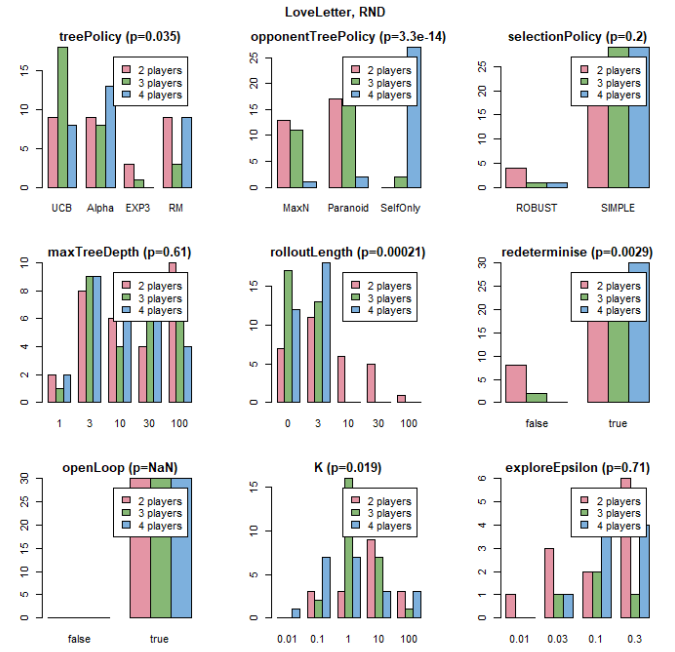 LoveLetter, RND
treePolicy (p=0.035)
15
10
5
0
2 players
3 players
4 players
UCB Alpha EXP3 RM
opponentTreePolicy (p=3.3e-14)
25
20
15
10
5
0
2 players
3 players
4 players
MaxN Paranoid SelfOnly
selectionPolicy (p=0.2)
25
20
15
10
5
0
2 players
3 players
4 players
ROBUST SIMPLE
maxTreeDepth (p=0.61)
10
8
6
4
2
0
2 players
3 players
4 players
1 3 10 30 100
rolloutLength (p=0.00021)
15
10
5
0
2 players
3 players
4 players
0 3 10 30 100
redeterminise (p=0.0029)
30
25
20
15
10
5
0
2 players
3 players
4 players
false true
openLoop (p=NaN)
30
25
20
15
10
5
0
2 players
3 players
4 players
false true
K (p=0.019)
15
10
5
0
2 players
3 players
4 players
0.01 0.1 1 10 100
exploreEpsilon (p=0.71)
6
5
4
3
2
1
0
2 players
3 players
4 players
0.01 0.03 0.1 0.3